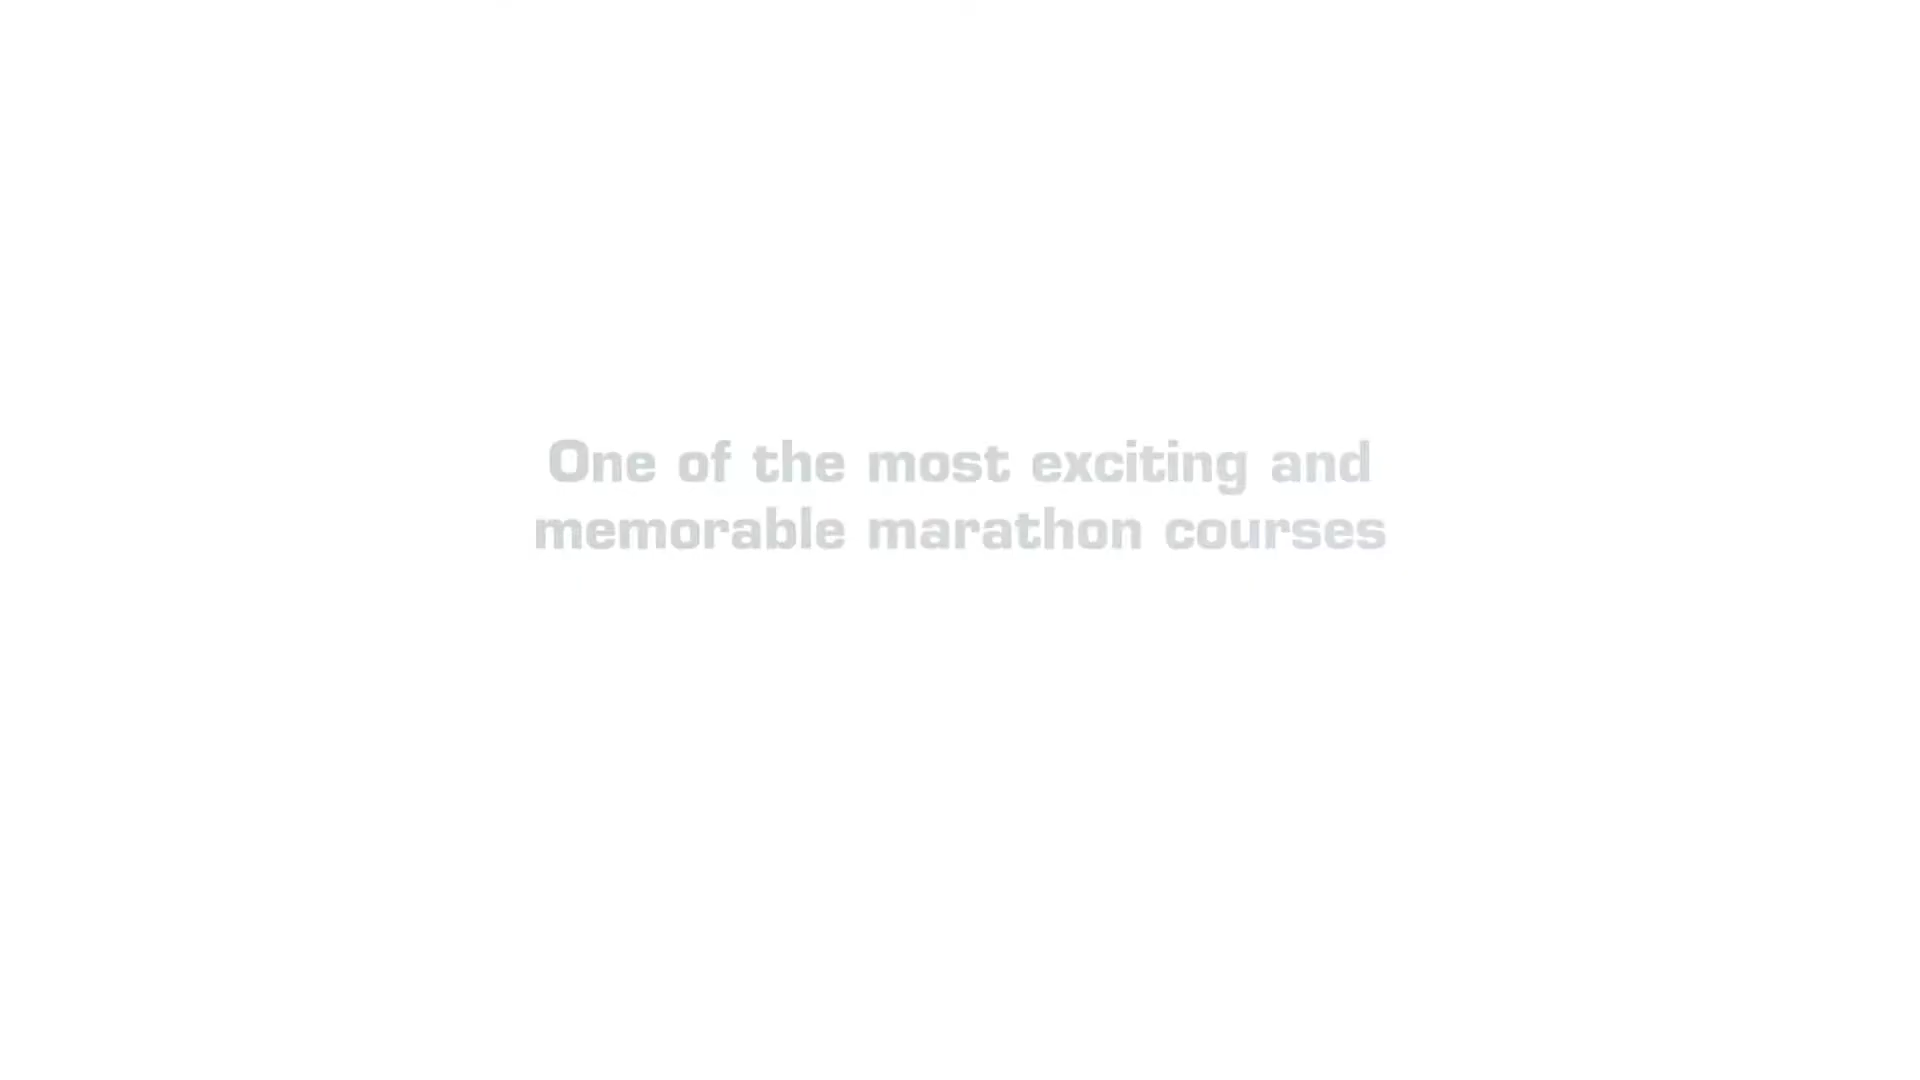 One of the most exciting and
memorable marathon courses